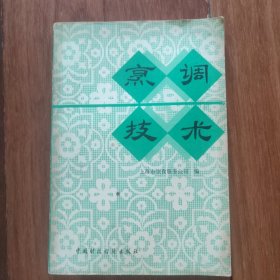 烹调
技术
上海市饮食服务公司 编
中国财政经济出版社